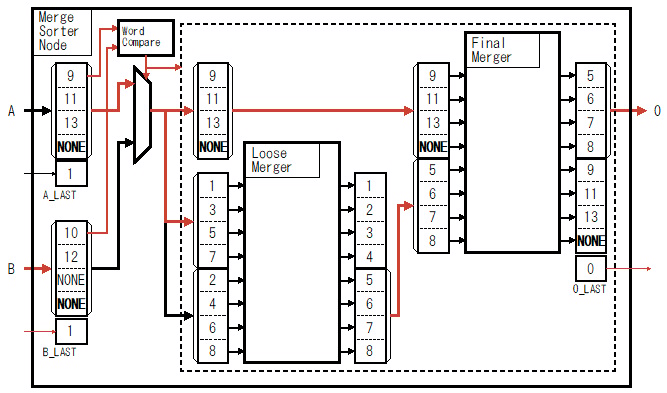 Merge
Sorter
Node
Word
Compare
A
9
11
13
NONE
1
A_LAST
B
10
12
NONE
NONE
1
B_LAST
9
11
13
NONE
1
3
5
7
2
4
6
8
Loose
Merger
1
2
3
4
5
6
7
8
9
11
13
NONE
5
6
7
8
Final
Merger
5
6
7
8
9
11
13
NONE
0
O_LAST
O